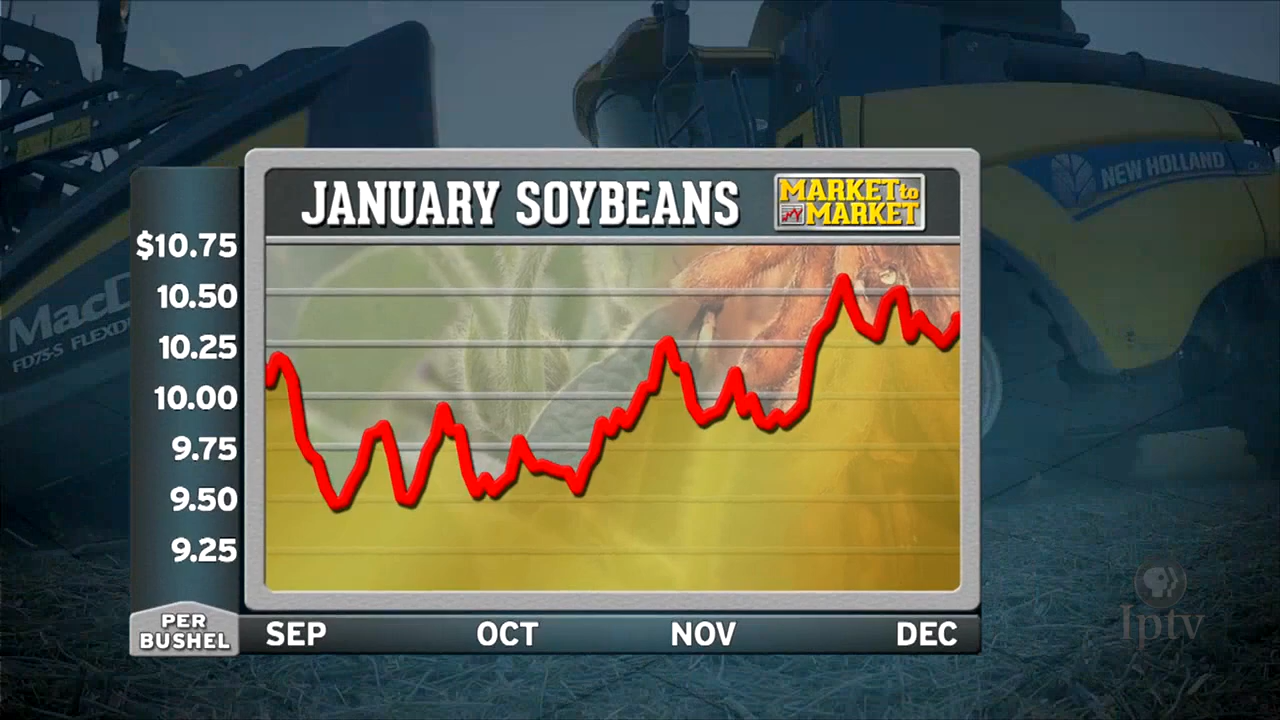 JANUARY SOYBEANS
MARKET to
MARKET
$10.75
10.50
10.25
10.00
9.75
9.50
9.25
PER
BUSHEL
SEP OCT NOV DEC
NEW HOLLAND
MacD
FD75-S FLEXD
Iptv